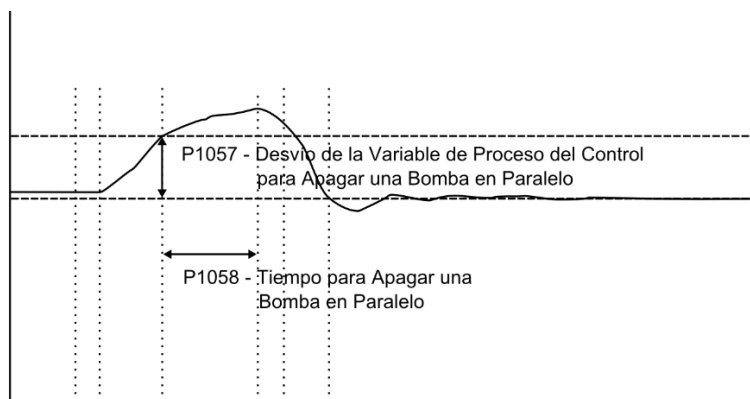 P1057 - Desvío de la Variable de Proceso del Control
para Apagar una Bomba en Paralelo
P1058 - Tiempo para Apagar una
Bomba en Paralelo